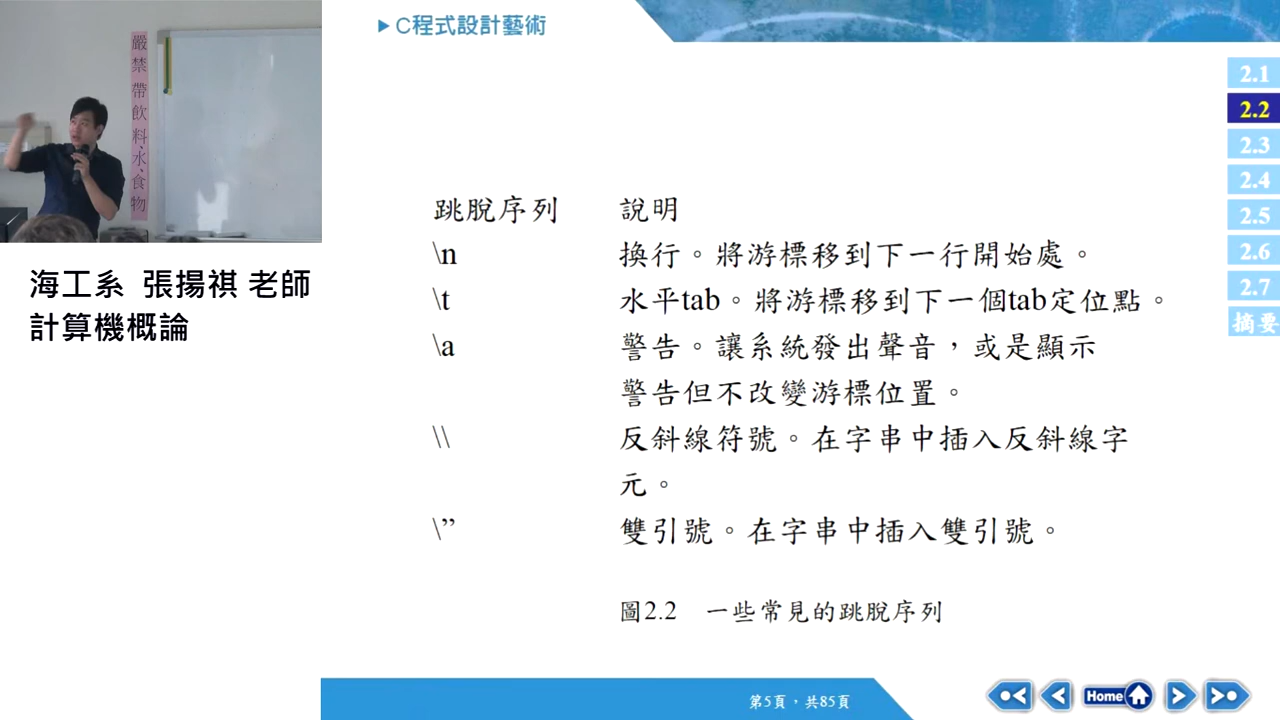 C程式設計藝術
嚴禁帶飲料、水、食物
海工系 張揚祺 老師
計算機概論
跳脫序列 說明
\n 換行。將游標移到下一行開始處。
\t 水平tab。將游標移到下一個tab定位點。
\a 警告。讓系統發出聲音，或是顯示
警告但不改變游標位置。
\\ 反斜線符號。在字串中插入反斜線字
元。
\” 雙引號。在字串中插入雙引號。
圖2.2 一些常見的跳脫序列
2.1
2.2
2.3
2.4
2.5
2.6
2.7
摘要
第5頁，共85頁
Home